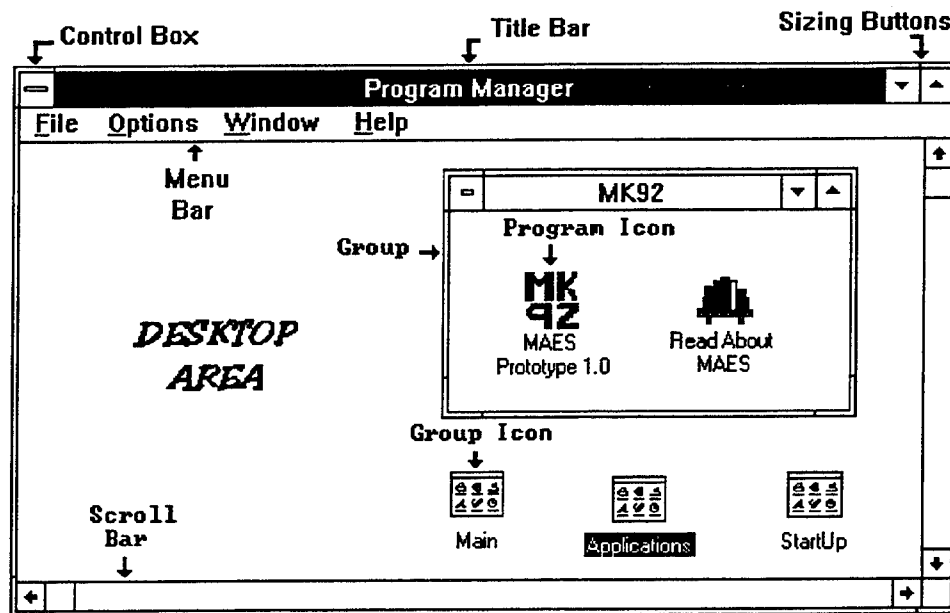 Control Box
Title Bar
Sizing Buttons
Program Manager
File Options Window Help
Menu
Bar
MK92
Group
Program Icon
MK
92
MAES
Prototype 1.0
Read About
MAES
DESKTOP
AREA
Group Icon
Main
Applications
StartUp
Scroll
Bar